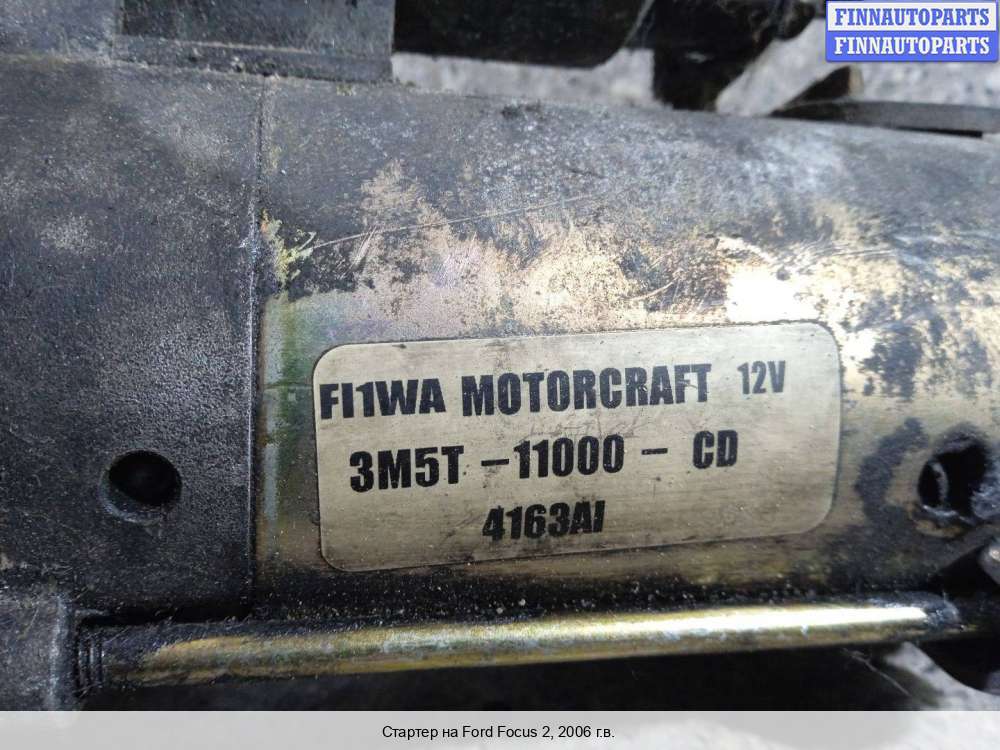 FINNAUTOPARTS
FINNAUTOPARTS
FI1WA MOTORCRAFT 12V
3M5T -11000- CD
4163AI
Стартер на Ford Focus 2, 2006 г.в.